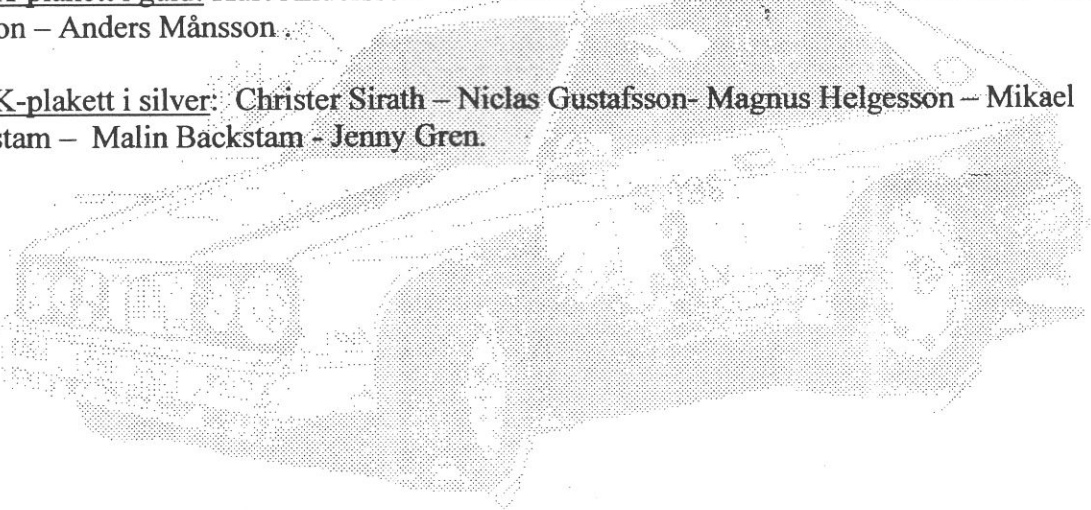 on – Anders Månsson .
K-plakett i silver: Christer Sirath – Niclas Gustafsson- Magnus Helgesson – Mikael
stam – Malin Backstam - Jenny Gren.